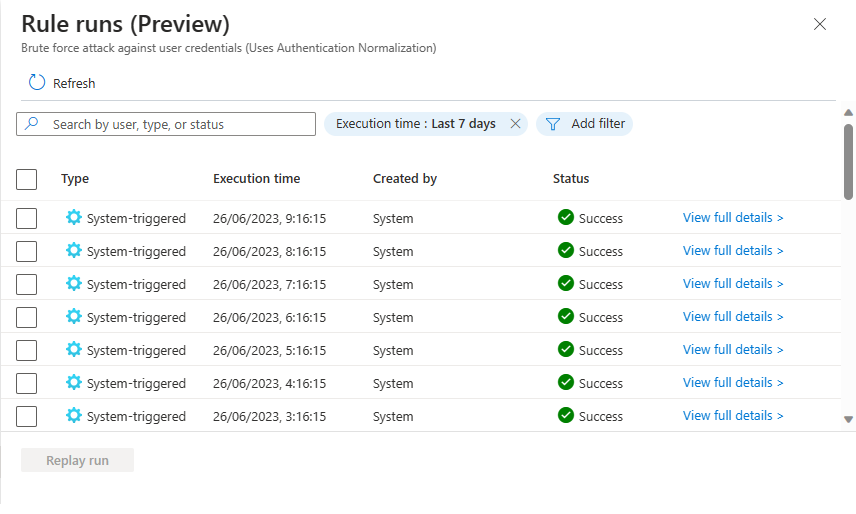 Rule runs (Preview)
Brute force attack against user credentials (Uses Authentication Normalization)
Refresh
Search by user, type, or status Execution time : Last 7 days Add filter
Type Execution time Created by Status
System-triggered 26/06/2023, 9:16:15 System Success View full details >
System-triggered 26/06/2023, 8:16:15 System Success View full details >
System-triggered 26/06/2023, 7:16:15 System Success View full details >
System-triggered 26/06/2023, 6:16:15 System Success View full details >
System-triggered 26/06/2023, 5:16:15 System Success View full details >
System-triggered 26/06/2023, 4:16:15 System Success View full details >
System-triggered 26/06/2023, 3:16:15 System Success View full details >
Replay run